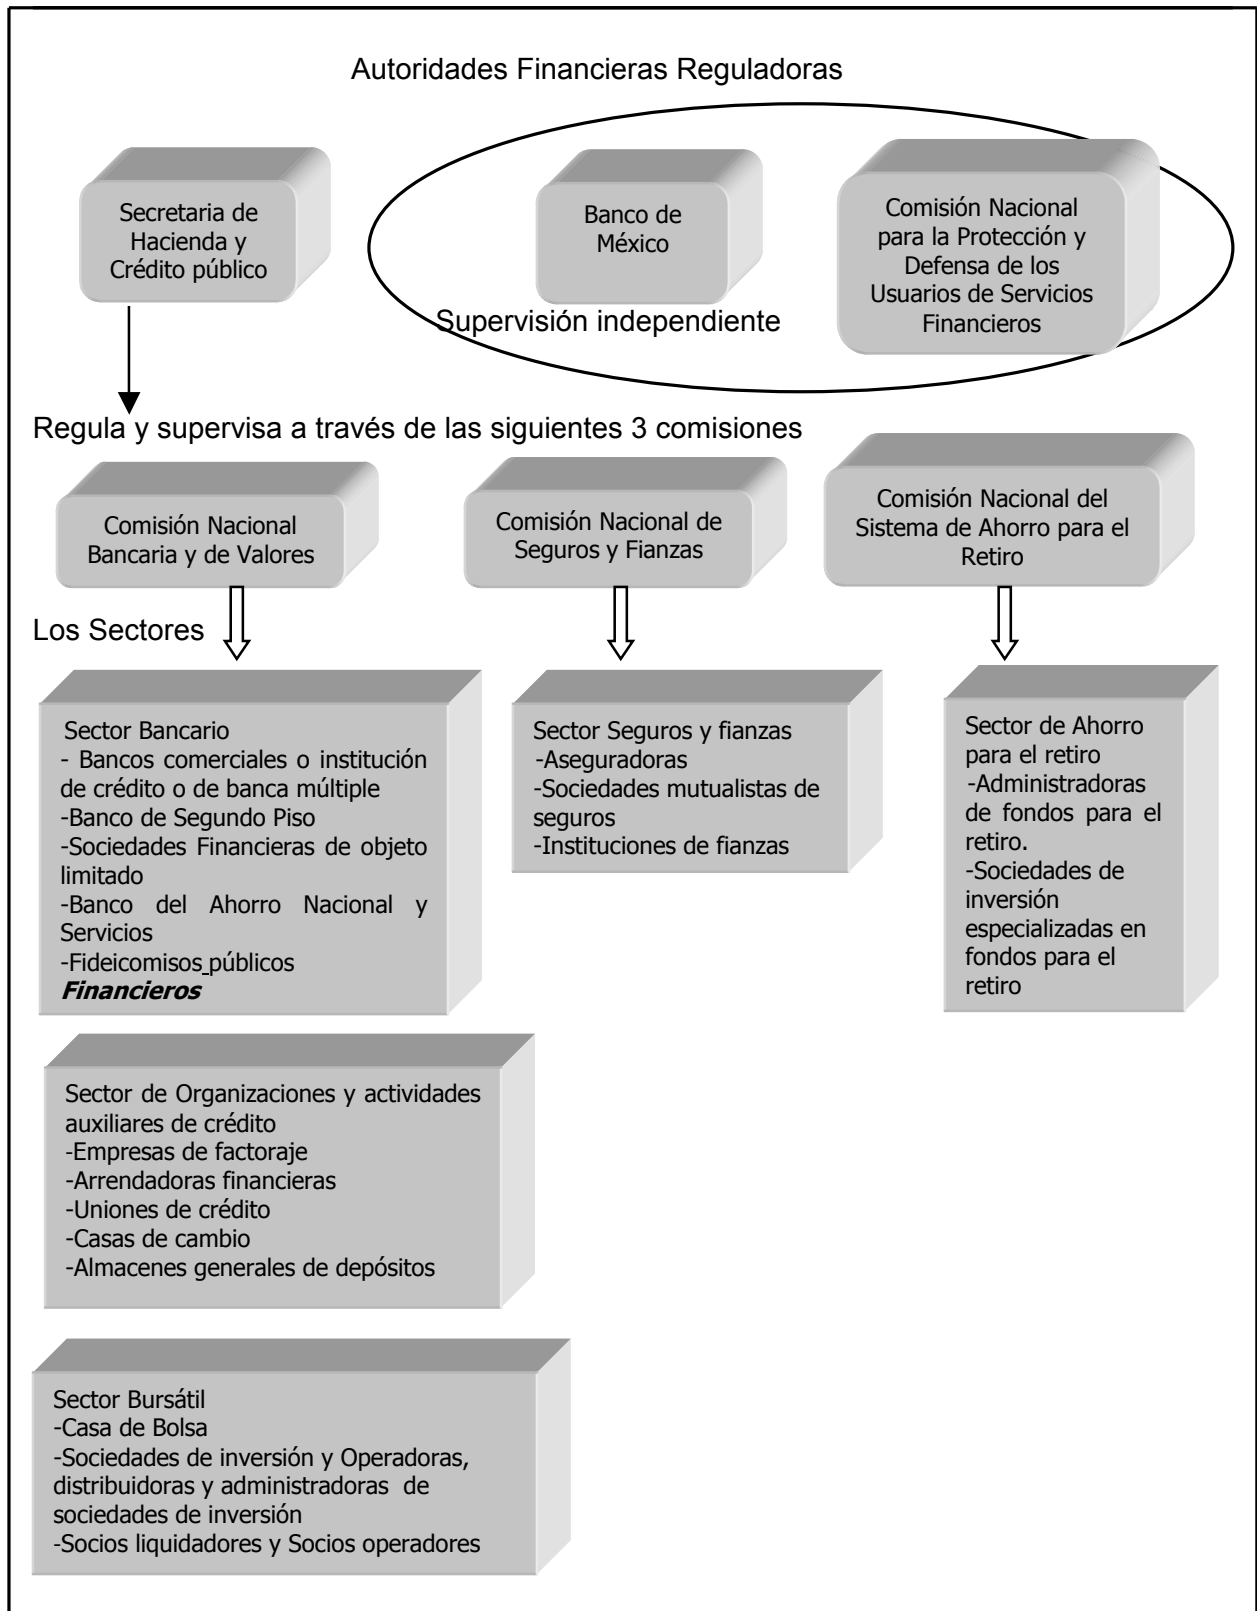 Autoridades Financieras Reguladoras
Secretaria de
Hacienda y
Crédito público
Banco de
México
Comisión Nacional
para la Protección y
Defensa de los
Usuarios de Servicios
Financieros
Supervisión independiente
Regula y supervisa a través de las siguientes 3 comisiones
Comisión Nacional
Bancaria y de Valores
Comisión Nacional de
Seguros y Fianzas
Comisión Nacional del
Sistema de Ahorro para el
Retiro
Los Sectores
Sector Bancario
- Bancos comerciales o institución
de crédito o de banca múltiple
-Banco de Segundo Piso
-Sociedades Financieras de objeto
limitado
-Banco del Ahorro Nacional y
Servicios
-Fideicomisos públicos
Financieros
Sector Seguros y fianzas
-Aseguradoras
-Sociedades mutualistas de
seguros
-Instituciones de fianzas
Sector de Ahorro
para el retiro
-Administradoras
de fondos para el
retiro.
-Sociedades de
inversión
especializadas en
fondos para el
retiro
Sector de Organizaciones y actividades
auxiliares de crédito
-Empresas de factoraje
-Arrendadoras financieras
-Uniones de crédito
-Casas de cambio
-Almacenes generales de depósitos
Sector Bursátil
-Casa de Bolsa
-Sociedades de inversión y Operadoras,
distribuidoras y administradoras de
sociedades de inversión
-Socios liquidadores y Socios operadores